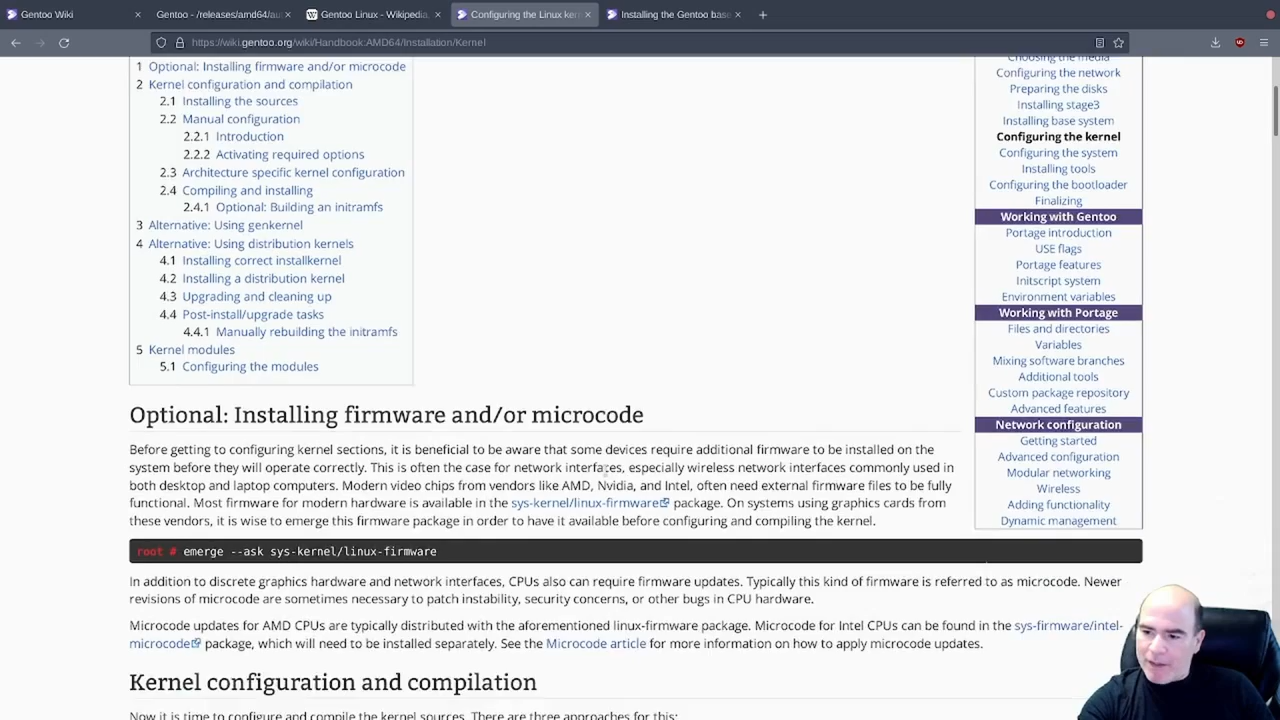 Gentoo Wiki
Gentoo - /releases/amd64/au
Gentoo Linux - Wikipedia
Configuring the Linux ker
Installing the Gentoo base
https://wiki.gentoo.org/wiki/Handbook:AMD64/Installation/Kernel
1 Optional: Installing firmware and/or microcode
2 Kernel configuration and compilation
2.1 Installing the sources
2.2 Manual configuration
2.2.1 Introduction
2.2.2 Activating required options
2.3 Architecture specific kernel configuration
2.4 Compiling and installing
2.4.1 Optional: Building an initramfs
3 Alternative: Using genkernel
4 Alternative: Using distribution kernels
4.1 Installing correct installkernel
4.2 Installing a distribution kernel
4.3 Upgrading and cleaning up
4.4 Post-install/upgrade tasks
4.4.1 Manually rebuilding the initramfs
5 Kernel modules
5.1 Configuring the modules
Choosing the media
Configuring the network
Preparing the disks
Installing stage3
Installing base system
Configuring the kernel
Configuring the system
Installing tools
Configuring the bootloader
Finalizing
Working with Gentoo
Portage introduction
USE flags
Portage features
Initscript system
Environment variables
Working with Portage
Files and directories
Variables
Mixing software branches
Additional tools
Custom package repository
Advanced features
Network configuration
Getting started
Advanced configuration
Modular networking
Wireless
Adding functionality
Dynamic management
Optional: Installing firmware and/or microcode
Before getting to configuring kernel sections, it is beneficial to be aware that some devices require additional firmware to be installed on the
system before they will operate correctly. This is often the case for network interfaces, especially wireless network interfaces commonly used in
both desktop and laptop computers. Modern video chips from vendors like AMD, Nvidia, and Intel, often need external firmware files to be fully
functional. Most firmware for modern hardware is available in the sys-kernel/linux-firmware package. On systems using graphics cards from
these vendors, it is wise to emerge this firmware package in order to have it available before configuring and compiling the kernel.
root # emerge --ask sys-kernel/linux-firmware
In addition to discrete graphics hardware and network interfaces, CPUs also can require firmware updates. Typically this kind of firmware is referred to as microcode. Newer
revisions of microcode are sometimes necessary to patch instability, security concerns, or other bugs in CPU hardware.
Microcode updates for AMD CPUs are typically distributed with the aforementioned linux-firmware package. Microcode for Intel CPUs can be found in the sys-firmware/intel-
microcode package, which will need to be installed separately. See the Microcode article for more information on how to apply microcode updates.
Kernel configuration and compilation
Now it is time to configure and compile the kernel sources. There are three approaches for this: